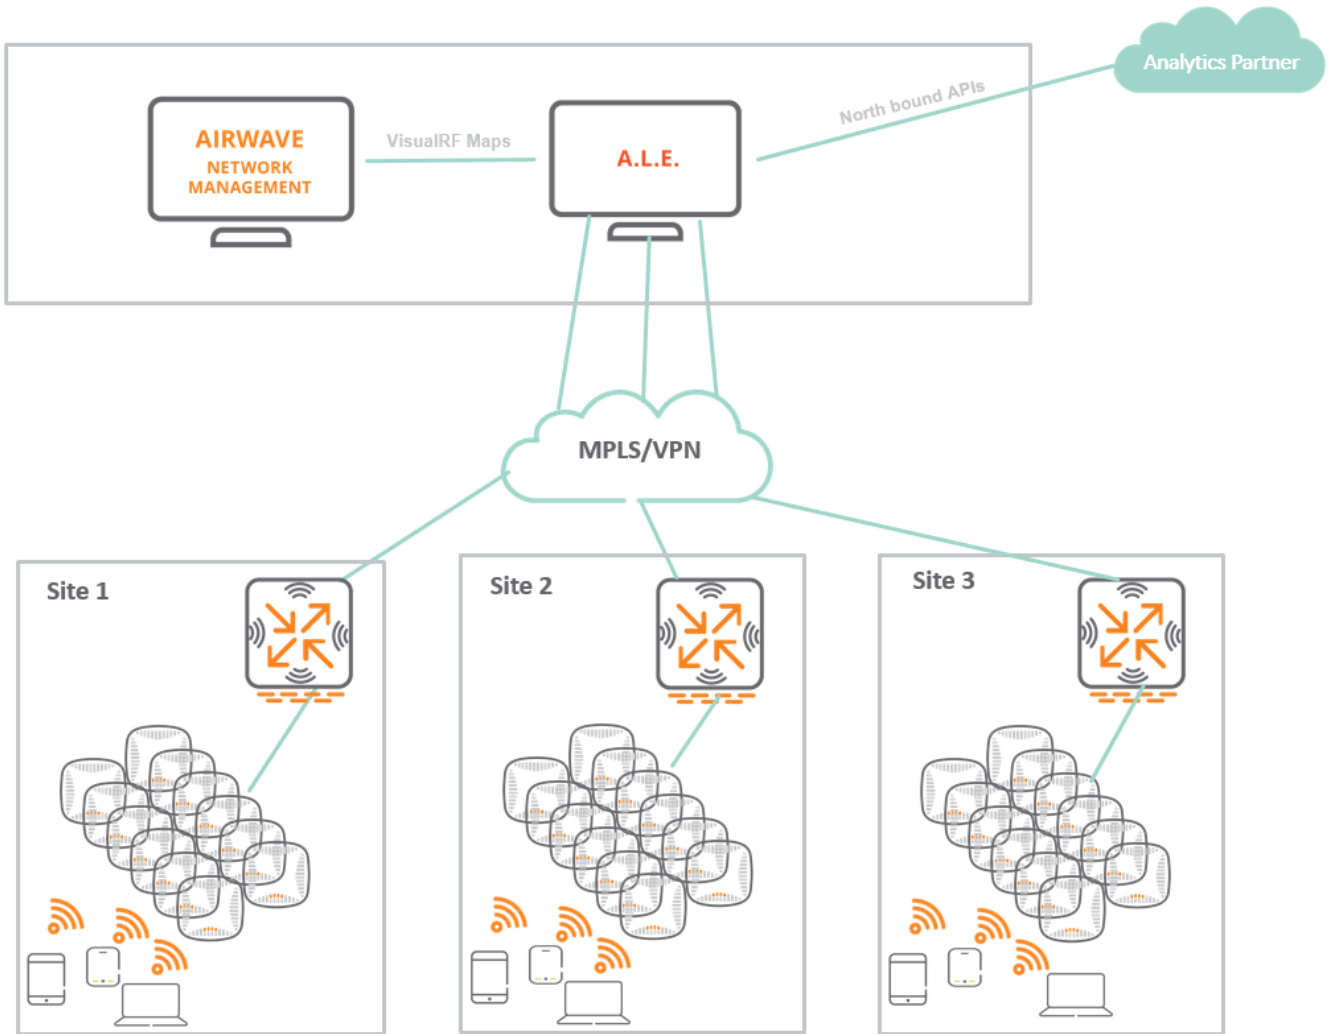 Analytics Partner
North bound APIs
AIRWAVE
NETWORK
MANAGEMENT
VisualRF Maps
A.L.E.
MPLS/VPN
Site 1
Site 2
Site 3